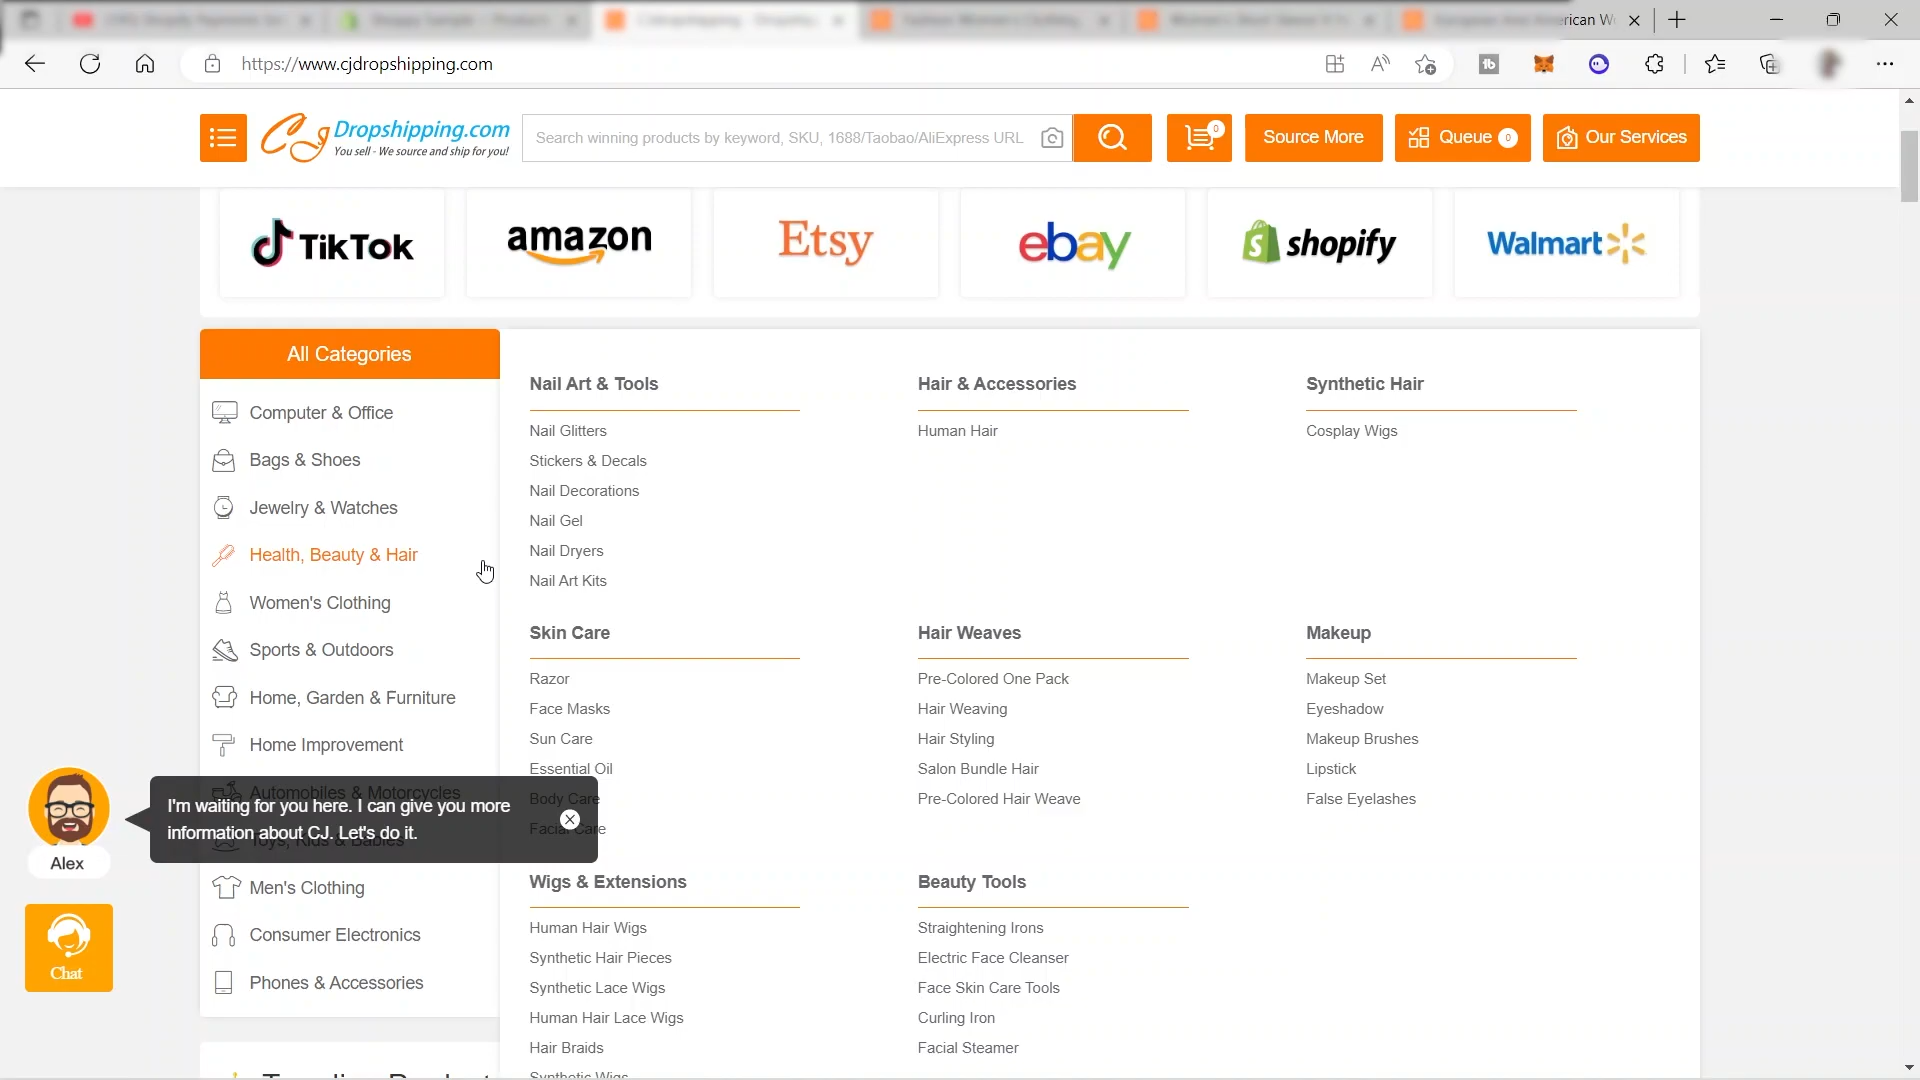 rican W
https://www.cjdropshipping.com
CJ Dropshipping.com
You sell - We source and ship for you!
Search winning products by keyword, SKU, 1688/Taobao/AliExpress URL
0
Source More
Queue 0
Our Services
TikTok
amazon
Etsy
ebay
shopify
Walmart
All Categories
Computer & Office
Bags & Shoes
Jewelry & Watches
Health, Beauty & Hair
Women's Clothing
Sports & Outdoors
Home, Garden & Furniture
Home Improvement
Automobiles & Motorcycles
Toys, Kids & Babies
Men's Clothing
Consumer Electronics
Phones & Accessories
Nail Art & Tools
Nail Glitters
Stickers & Decals
Nail Decorations
Nail Gel
Nail Dryers
Nail Art Kits
Hair & Accessories
Human Hair
Synthetic Hair
Cosplay Wigs
Skin Care
Razor
Face Masks
Sun Care
Essential Oil
Body Care
Facial Care
Hair Weaves
Pre-Colored One Pack
Hair Weaving
Hair Styling
Salon Bundle Hair
Pre-Colored Hair Weave
Makeup
Makeup Set
Eyeshadow
Makeup Brushes
Lipstick
False Eyelashes
Wigs & Extensions
Human Hair Wigs
Synthetic Hair Pieces
Synthetic Lace Wigs
Human Hair Lace Wigs
Hair Braids
Synthetic Wigs
Beauty Tools
Straightening Irons
Electric Face Cleanser
Face Skin Care Tools
Curling Iron
Facial Steamer
I'm waiting for you here. I can give you more
information about CJ. Let's do it.
Alex
Chat